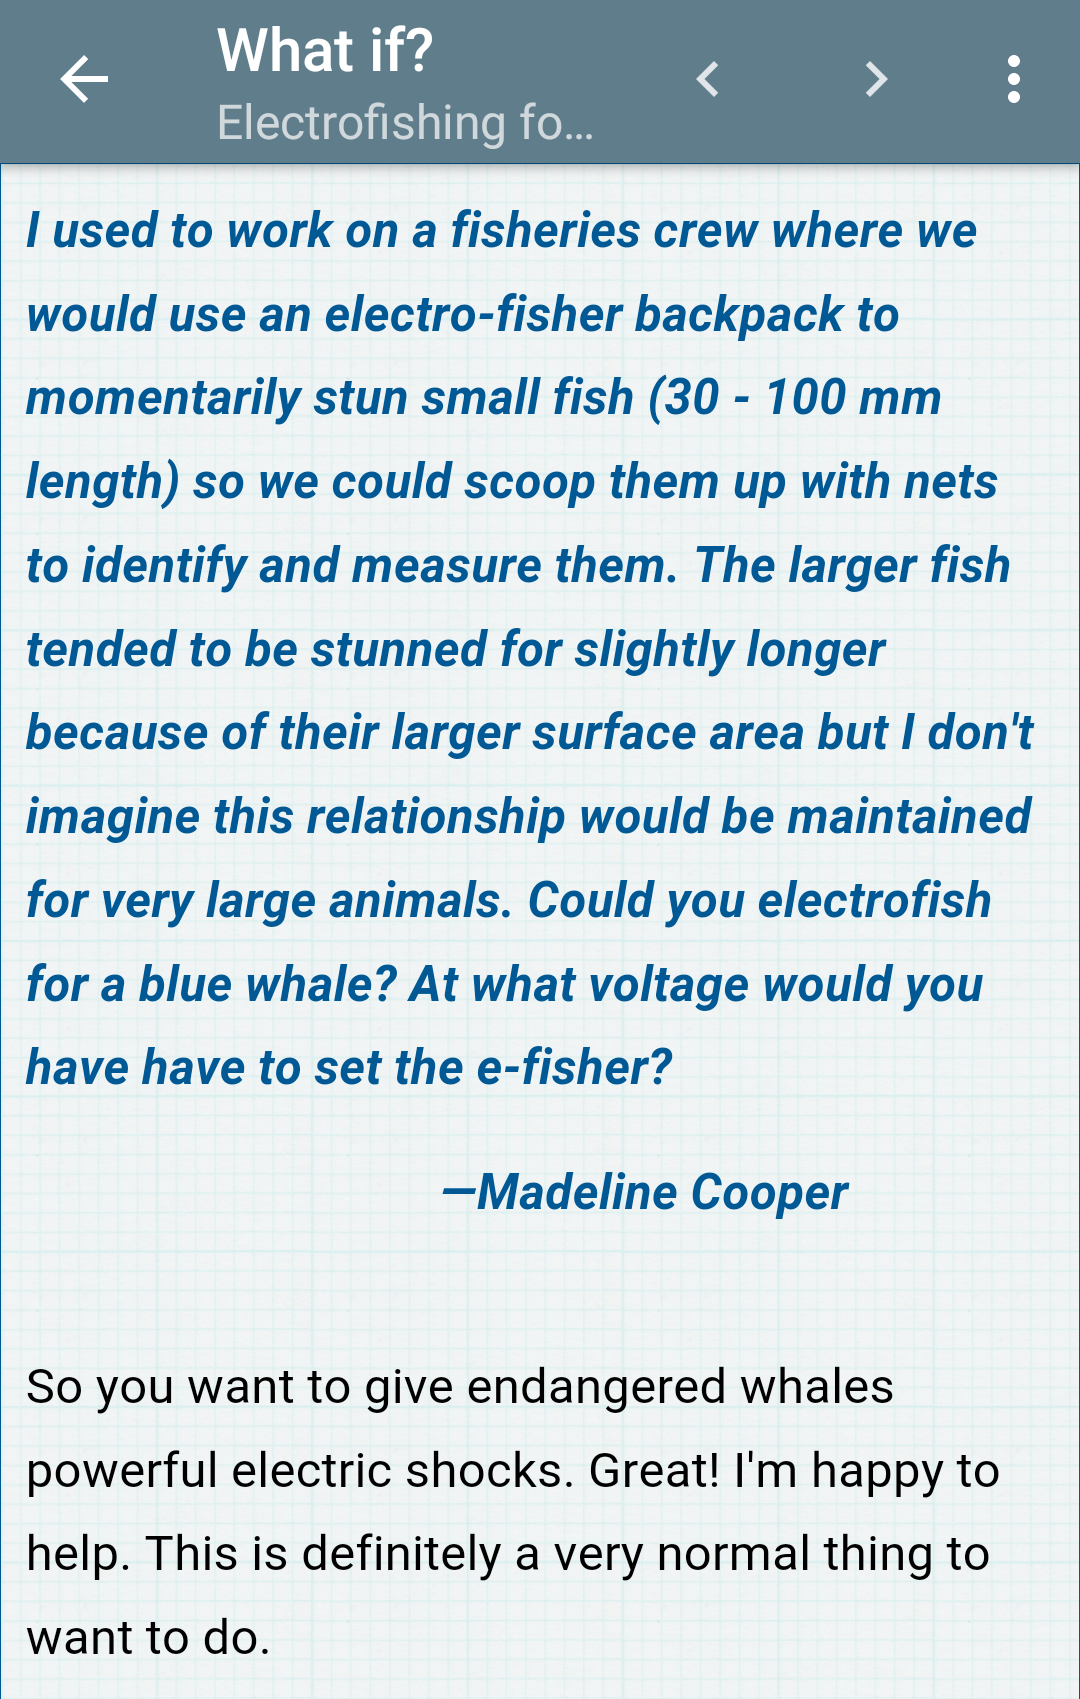 What if?
Electrofishing fo...
I used to work on a fisheries crew where we
would use an electro-fisher backpack to
momentarily stun small fish (30 - 100 mm
length) so we could scoop them up with nets
to identify and measure them. The larger fish
tended to be stunned for slightly longer
because of their larger surface area but I don't
imagine this relationship would be maintained
for very large animals. Could you electrofish
for a blue whale? At what voltage would you
have have to set the e-fisher?
—Madeline Cooper
So you want to give endangered whales
powerful electric shocks. Great! I'm happy to
help. This is definitely a very normal thing to
want to do.